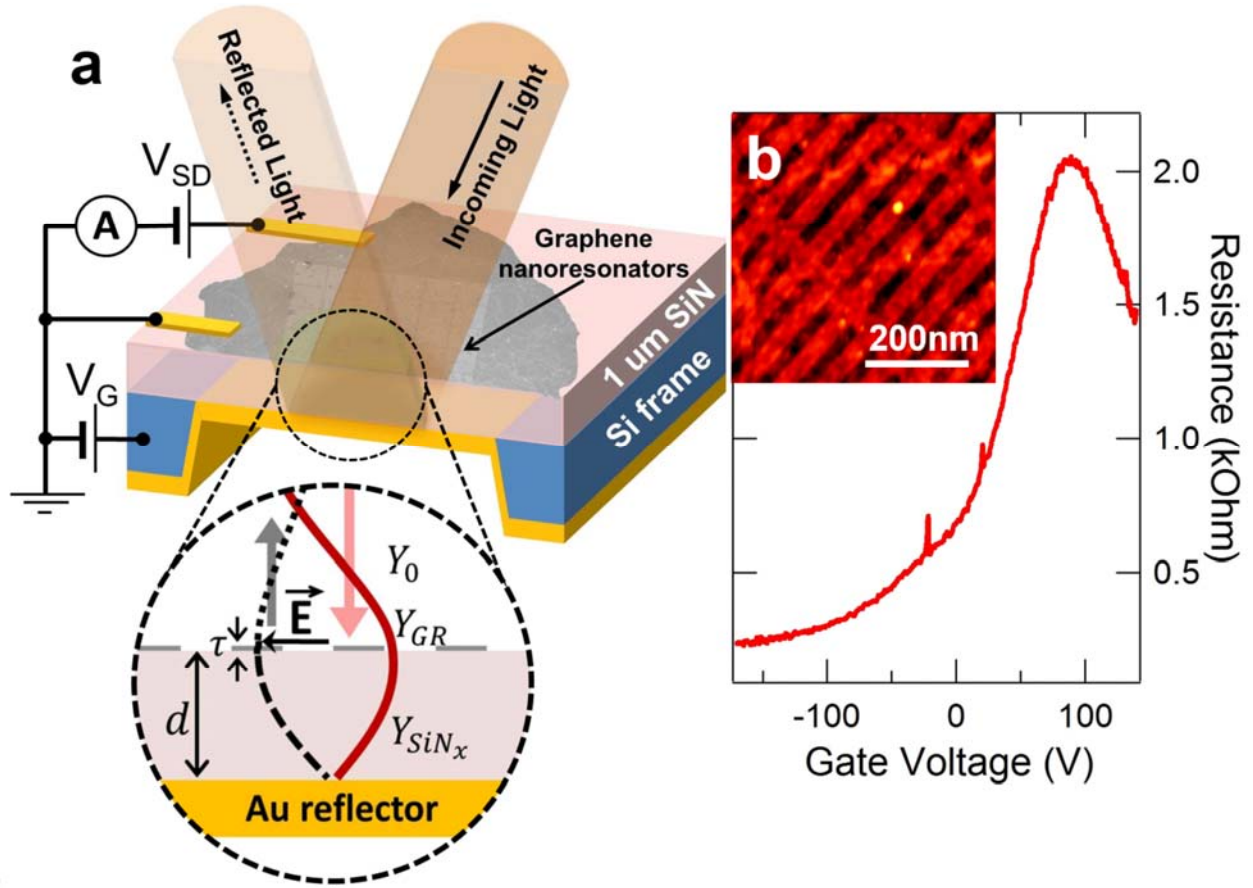 a
Reflected Light
Incoming Light
V_SD
A
Graphene
nanoresonators
1 um SiN
Si frame
V_G
Y_0
E
Y_GR
τ
d
Y_SiN_x
Au reflector
b
200nm
2.0
1.5
1.0
0.5
Resistance (kOhm)
-100
0
100
Gate Voltage (V)